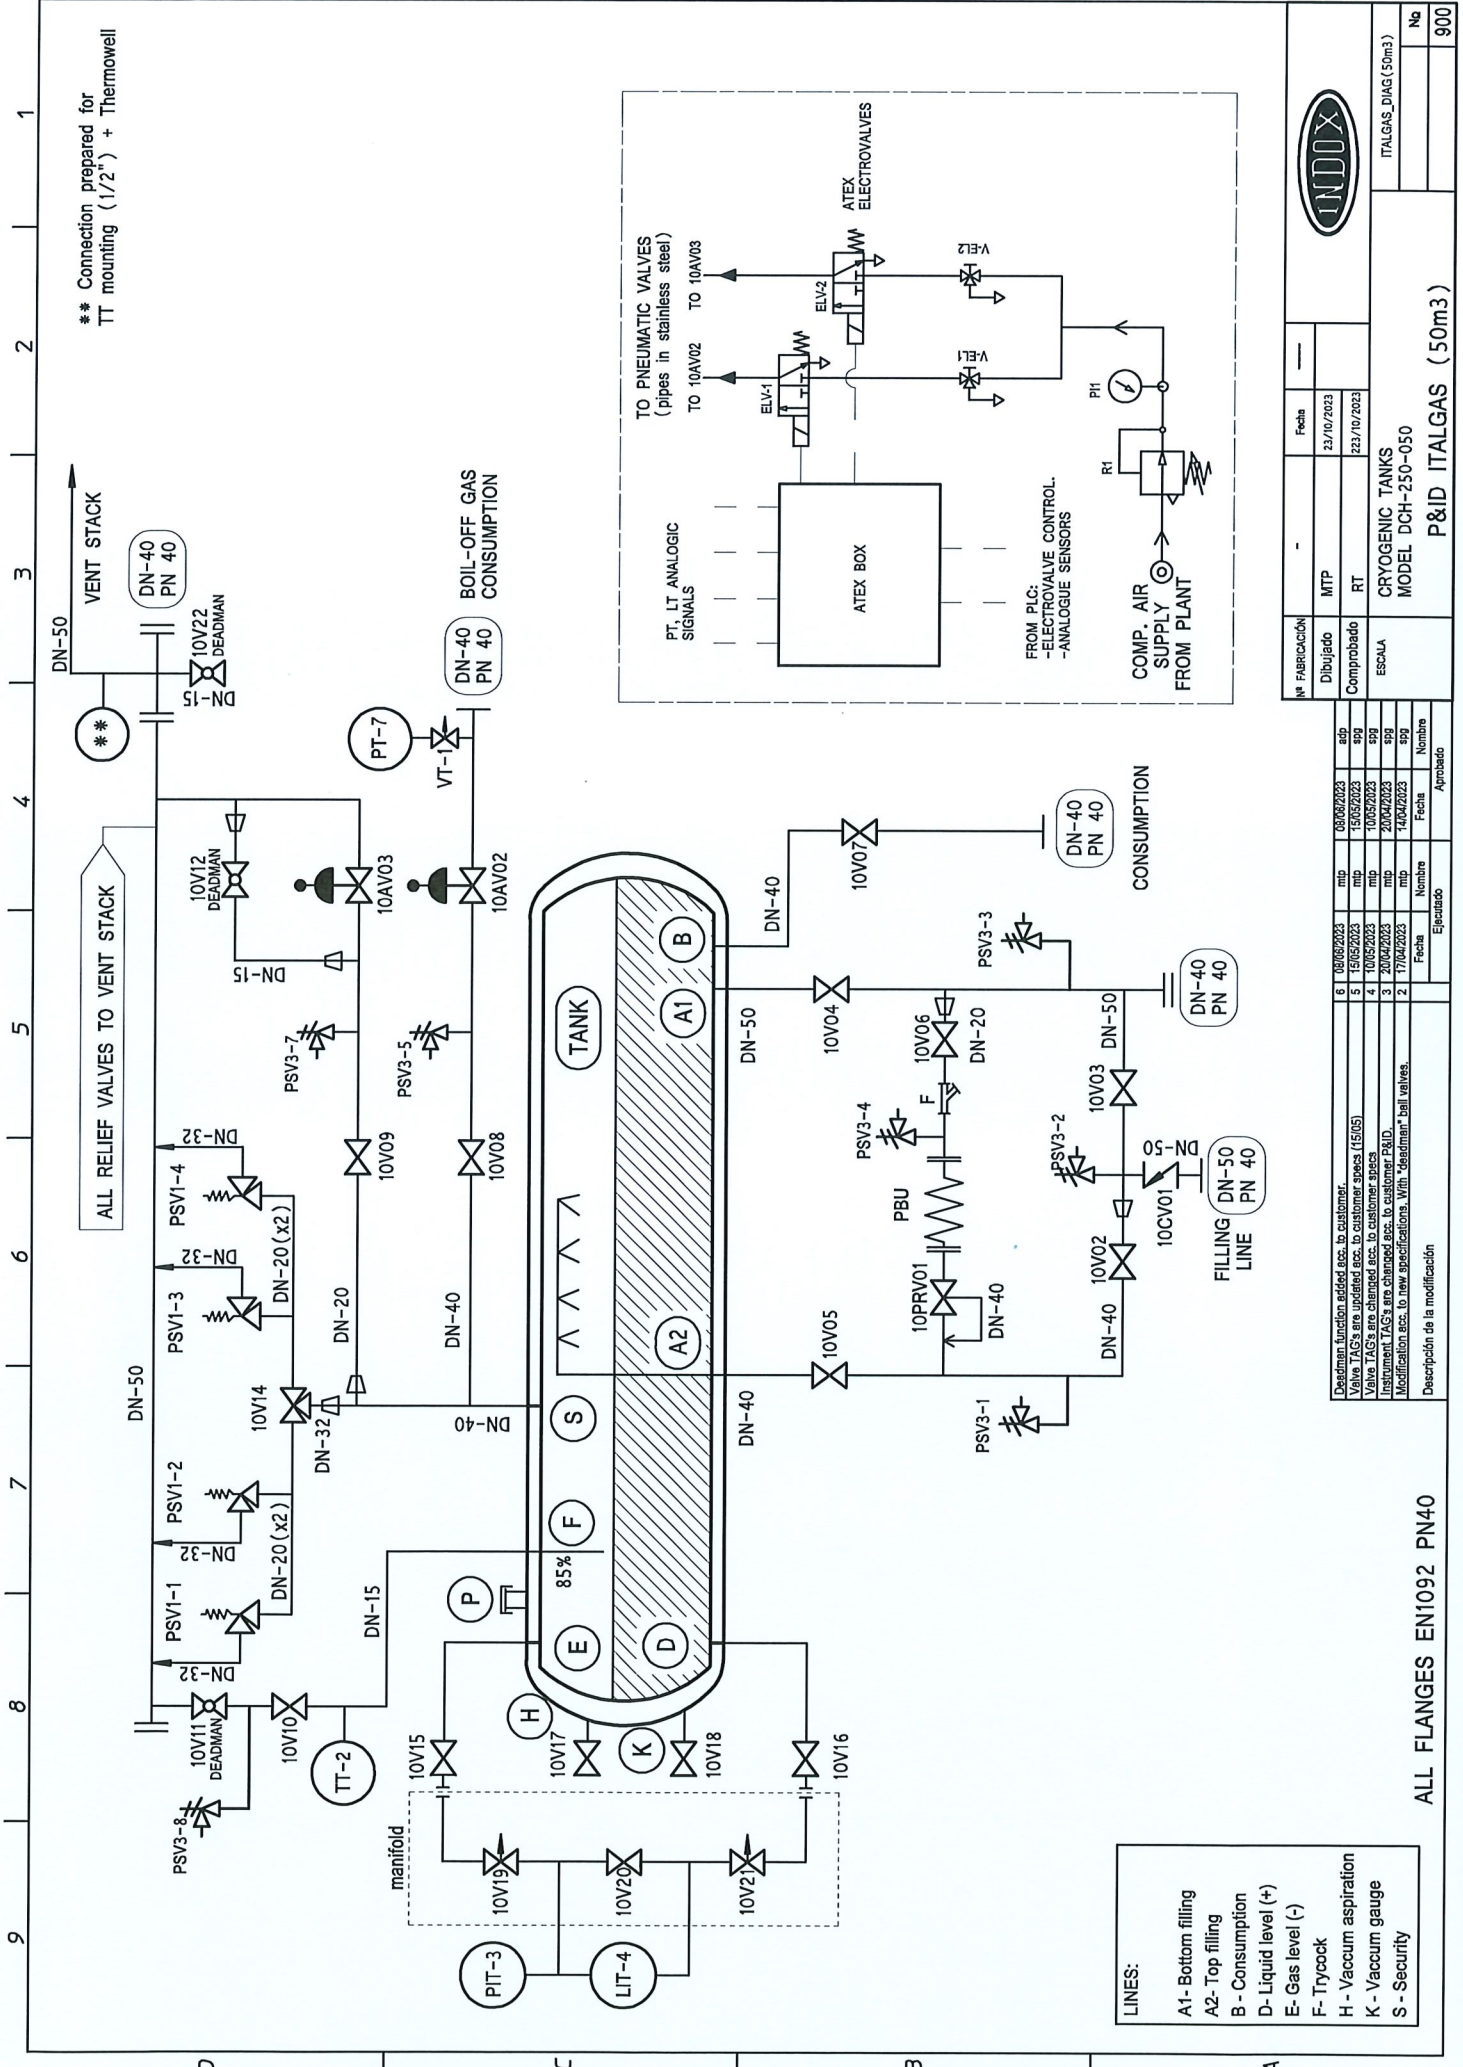 9
8
7
6
5
4
3
2
1
C
B
A
** Connection prepared for
TT mounting (1/2") + Thermowell
DN-50
VENT STACK
DN-40
PN 40
10V22
DEADMAN
DN-15
**
ALL RELIEF VALVES TO VENT STACK
DN-50
PSV1-1
DN-32
PSV1-2
DN-32
PSV1-3
DN-32
PSV1-4
DN-32
DN-20(x2)
DN-20(x2)
10V14
DN-32
10V11
DEADMAN
10V10
PSV3-8
TT-2
DN-15
10V12
DEADMAN
DN-15
PSV3-7
10V09
DN-20
10AV03
PT-7
VT-1
DN-40
PN 40
BOIL-OFF GAS
CONSUMPTION
10AV02
PSV3-5
10V08
DN-40
DN-40
manifold
10V15
10V19
10V20
10V21
10V16
PIT-3
LIT-4
10V17
10V18
H
K
P
E
D
F
85%
S
A2
TANK
A1
B
DN-40
10V05
DN-50
10V04
DN-40
10V07
DN-40
PN 40
CONSUMPTION
PSV3-1
10PRV01
DN-40
PBU
PSV3-4
F
10V06
DN-20
PSV3-3
DN-40
10V02
PSV3-2
10V03
DN-50
DN-50
10CV01
FILLING
LINE
DN-50
PN 40
DN-40
PN 40
TO PNEUMATIC VALVES
(pipes in stainless steel)
TO 10AV02
TO 10AV03
ELV-1
ELV-2
ATEX
ELECTROVALVES
PT, LT ANALOGIC
SIGNALS
ATEX BOX
V-EL1
V-EL2
FROM PLC:
-ELECTROVALVE CONTROL.
-ANALOGUE SENSORS
R1
PI1
COMP. AIR
SUPPLY
FROM PLANT
LINES:
A1- Bottom filling
A2- Top filling
B - Consumption
D- Liquid level (+)
E- Gas level (-)
F- Trycock
H - Vaccum aspiration
K - Vaccum gauge
S - Security
ALL FLANGES EN1092 PN40
Deadman function added acc. to customer. 6 08/06/2023 mtp 08/06/2023 adp
Valve TAG's are updated acc. to customer specs (15/05) 5 15/05/2023 mtp 15/05/2023 spg
Valve TAG's are changed acc. to customer specs 4 10/05/2023 mtp 10/05/2023 spg
Instrument TAG's are changed acc. to customer P&ID. 3 20/04/2023 mtp 20/04/2023 spg
Modification acc. to new specifications. With "deadman" ball valves. 2 17/04/2023 mtp 14/04/2023 spg
Descripción de la modificación Fecha Nombre Fecha Nombre
Ejecutado Aprobado
Nº FABRICACIÓN - Fecha ----
Dibujado MTP 23/10/2023
Comprobado RT 223/10/2023
INDOX
ESCALA
CRYOGENIC TANKS
MODEL DCH-250-050
P&ID ITALGAS (50m3)
ITALGAS_DIAG(50m3)
Nº
900